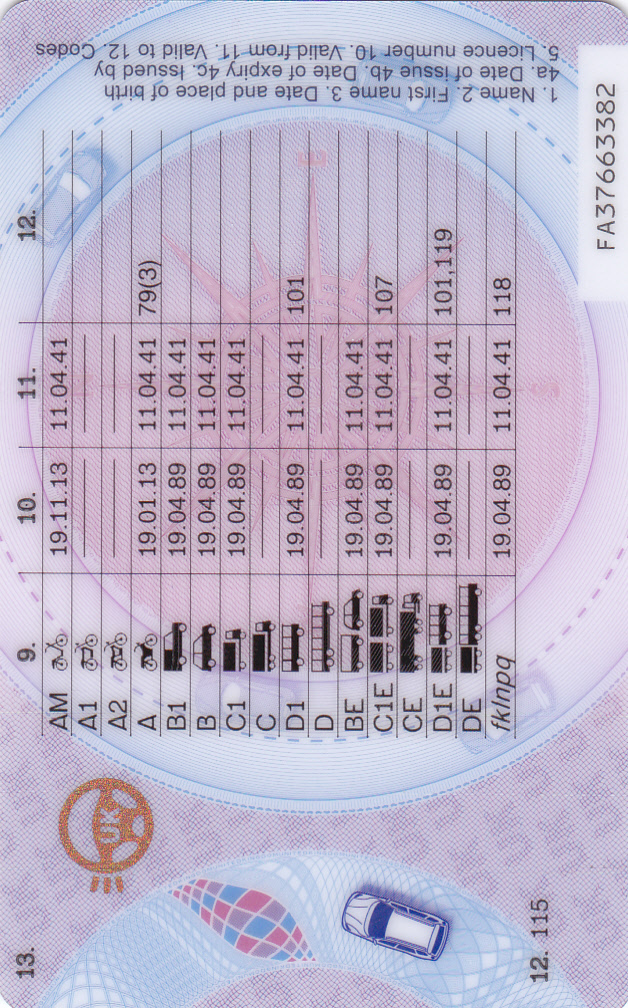 13.
UK
12. 115
9. 10. 11. 12.
AM 19.11.13 11.04.41
A1 ——— ———
A2 ——— ———
A 19.01.13 11.04.41 79(3)
B1 19.04.89 11.04.41
B 19.04.89 11.04.41
C1 19.04.89 11.04.41
C ——— ———
D1 19.04.89 11.04.41 101
D ——— ———
BE 19.04.89 11.04.41
C1E 19.04.89 11.04.41 107
CE ——— ———
D1E 19.04.89 11.04.41 101,119
DE ——— ———
fklnpq 19.04.89 11.04.41 118
1. Name 2. First name 3. Date and place of birth
4a. Date of issue 4b. Date of expiry 4c. Issued by
5. Licence number 10. Valid from 11. Valid to 12. Codes
FA37663382